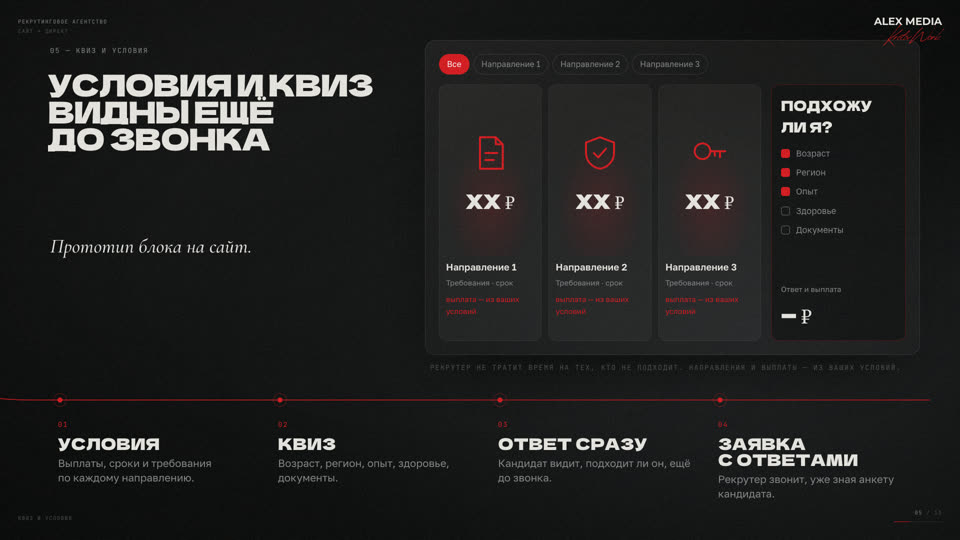 РЕКРУТИНГОВОЕ АГЕНТСТВО
САЙТ + ДИРЕКТ
ALEX MEDIA
05 — КВИЗ И УСЛОВИЯ
УСЛОВИЯ И КВИЗ
ВИДНЫ ЕЩЁ
ДО ЗВОНКА
Прототип блока на сайт.
Все
Направление 1
Направление 2
Направление 3
XX ₽
Направление 1
Требования · срок
выплата — из ваших
условий
XX ₽
Направление 2
Требования · срок
выплата — из ваших
условий
XX ₽
Направление 3
Требования · срок
выплата — из ваших
условий
ПОДХОЖУ
ЛИ Я?
Возраст
Регион
Опыт
Здоровье
Документы
Ответ и выплата
— ₽
РЕКРУТЕР НЕ ТРАТИТ ВРЕМЯ НА ТЕХ, КТО НЕ ПОДХОДИТ. НАПРАВЛЕНИЯ И ВЫПЛАТЫ — ИЗ ВАШИХ УСЛОВИЙ.
01
УСЛОВИЯ
Выплаты, сроки и требования
по каждому направлению.
02
КВИЗ
Возраст, регион, опыт, здоровье,
документы.
03
ОТВЕТ СРАЗУ
Кандидат видит, подходит ли он, ещё
до звонка.
04
ЗАЯВКА
С ОТВЕТАМИ
Рекрутер звонит, уже зная анкету
кандидата.
КВИЗ И УСЛОВИЯ
05 / 13